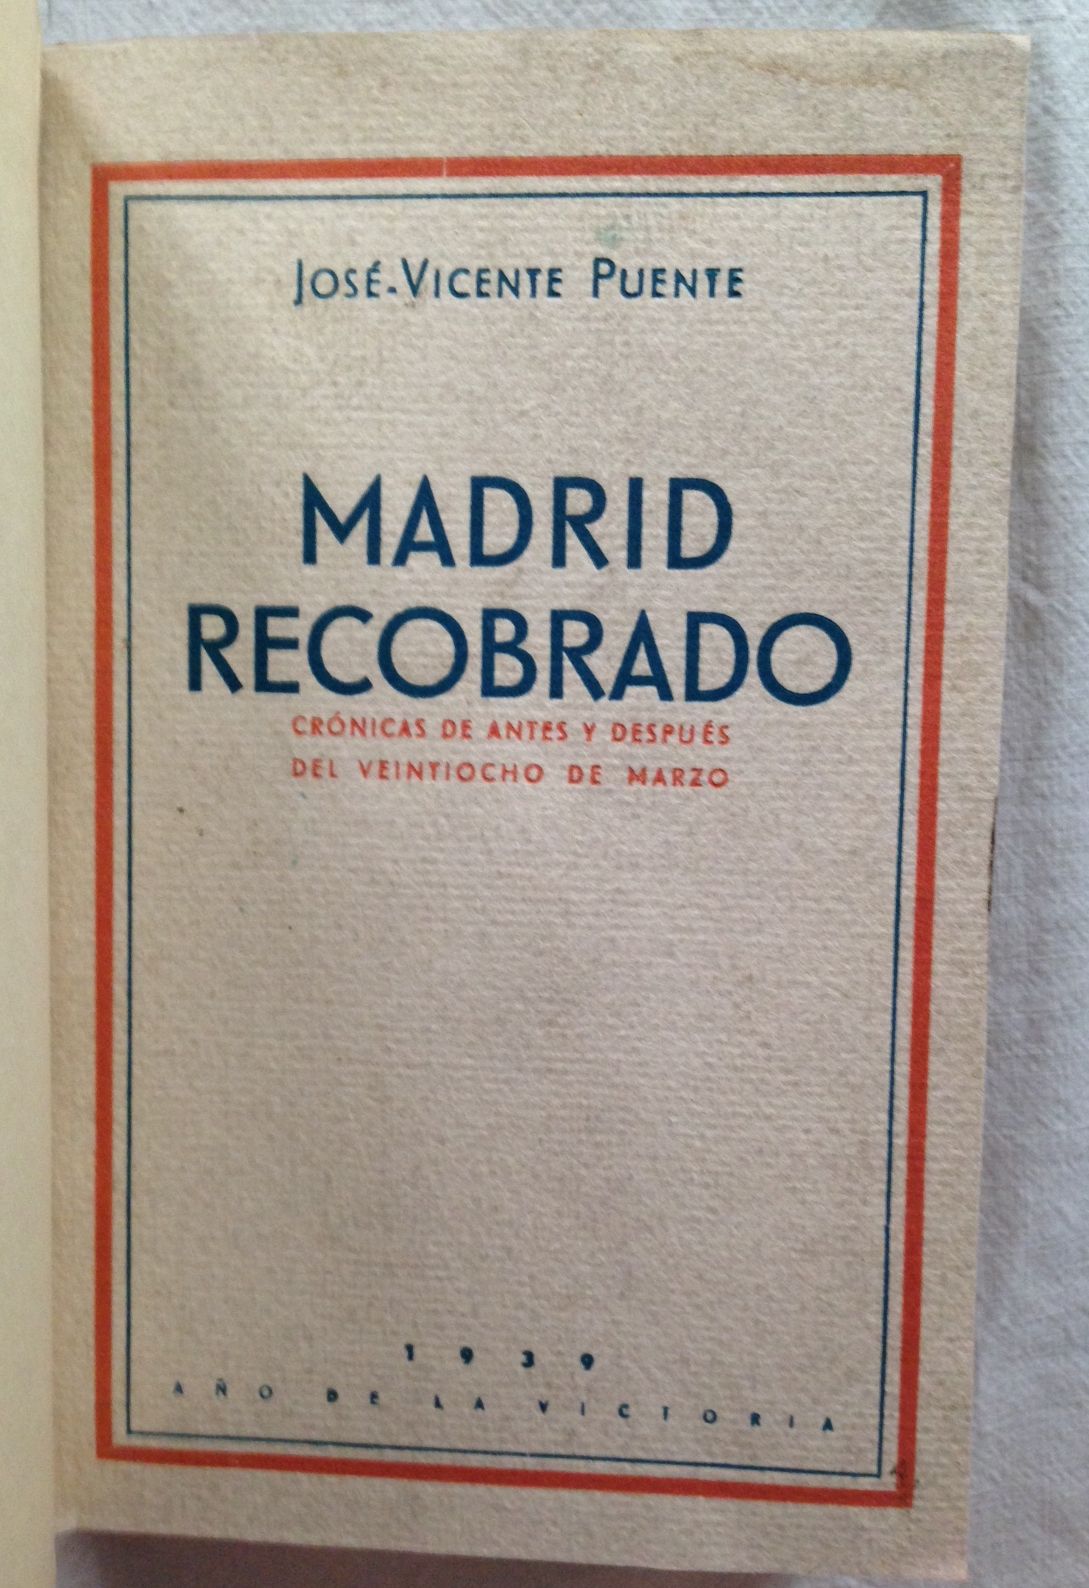 JOSÉ-VICENTE PUENTE
MADRID
RECOBRADO
CRÓNICAS DE ANTES Y DESPUÉS
DEL VEINTIOCHO DE MARZO
1939
AÑO DE LA VICTORIA